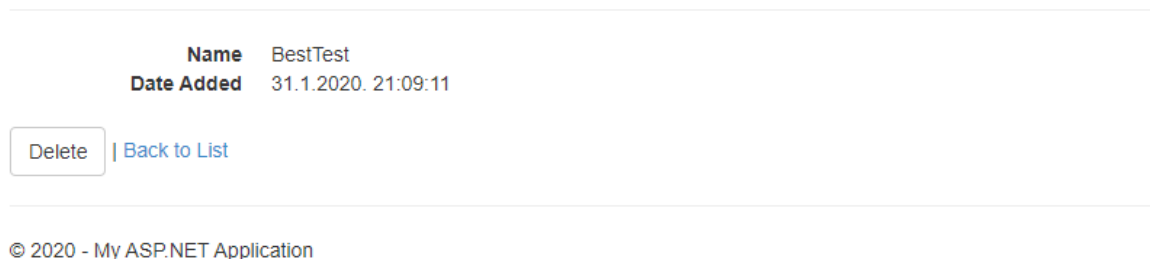 Name BestTest
Date Added 31.1.2020. 21:09:11
Delete | Back to List
© 2020 - My ASP.NET Application